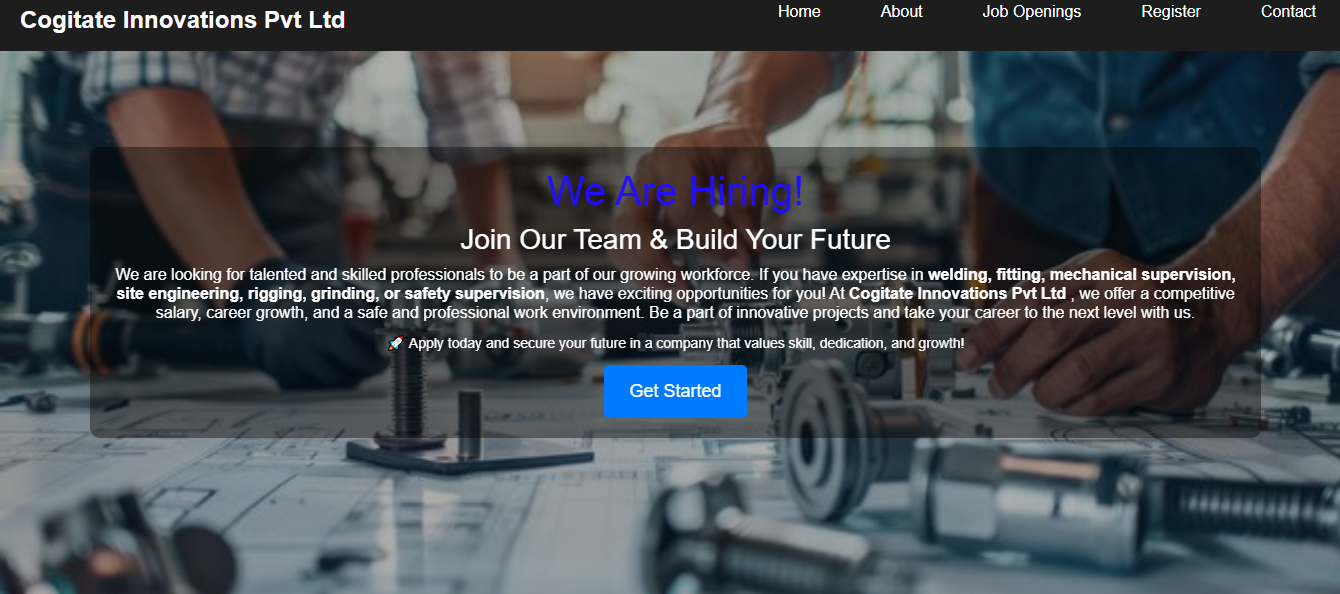 Cogitate Innovations Pvt Ltd
Home About Job Openings Register Contact
We Are Hiring!
Join Our Team & Build Your Future
We are looking for talented and skilled professionals to be a part of our growing workforce. If you have expertise in welding, fitting, mechanical supervision,
site engineering, rigging, grinding, or safety supervision, we have exciting opportunities for you! At Cogitate Innovations Pvt Ltd , we offer a competitive
salary, career growth, and a safe and professional work environment. Be a part of innovative projects and take your career to the next level with us.
🚀 Apply today and secure your future in a company that values skill, dedication, and growth!
Get Started